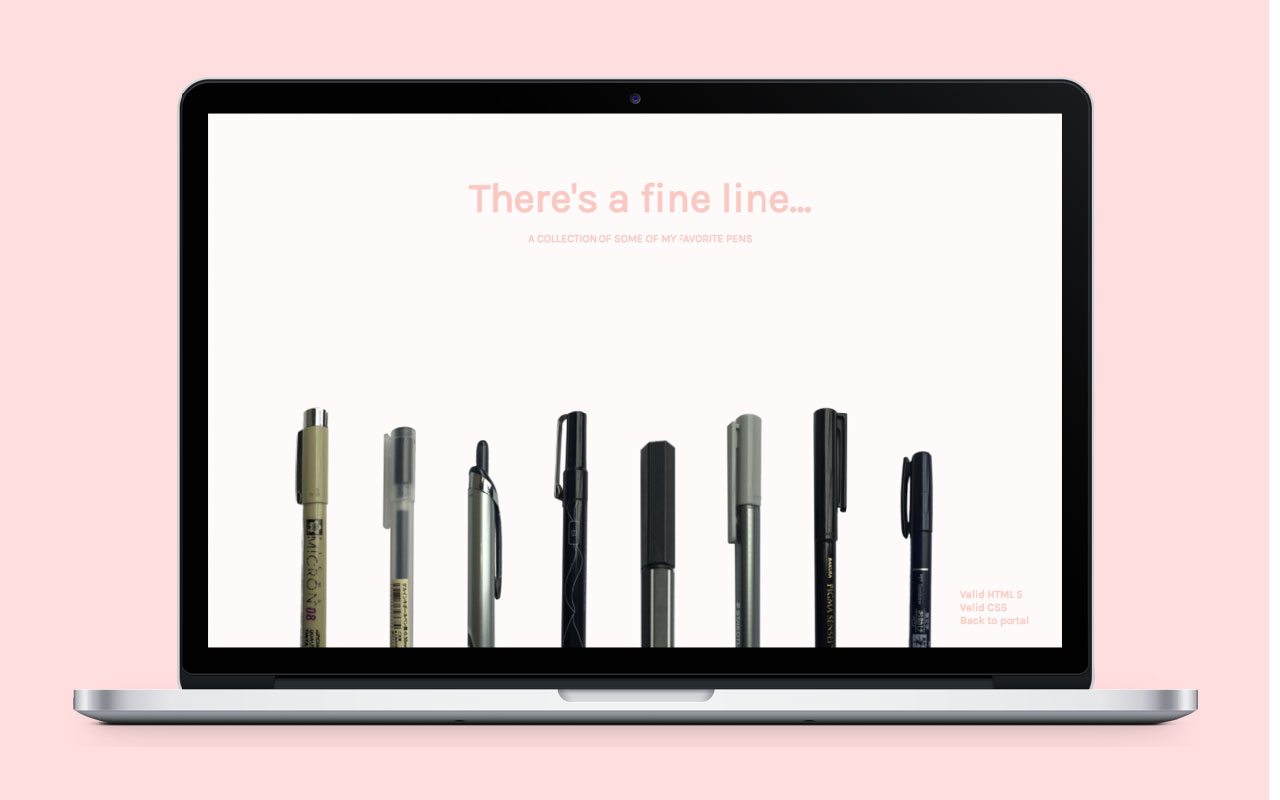 There's a fine line...
A COLLECTION OF SOME OF MY FAVORITE PENS
MICRON 08
SAKURA PIGMA SENSEI
Valid HTML 5
Valid CSS
Back to portal